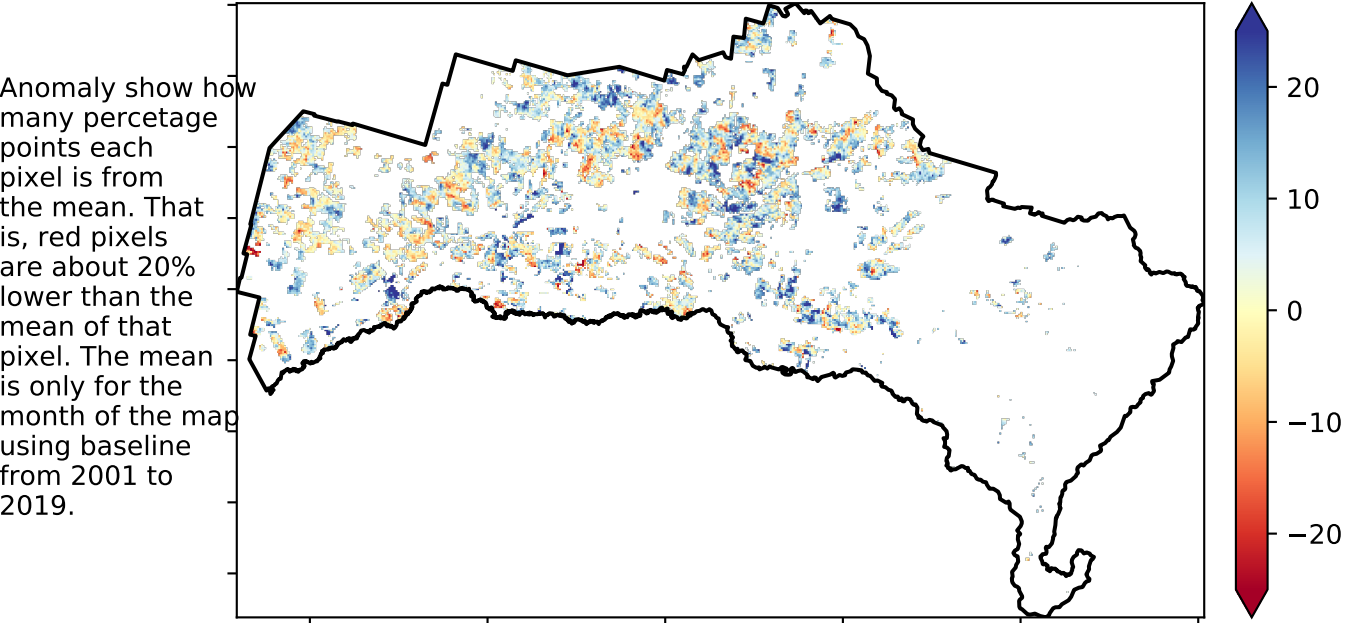 Anomaly show how
many percetage
points each
pixel is from
the mean. That
is, red pixels
are about 20%
lower than the
mean of that
pixel. The mean
is only for the
month of the map
using baseline
from 2001 to
2019.
20
10
0
−10
−20